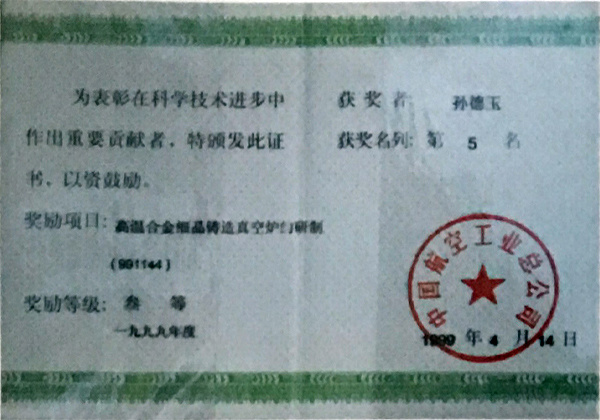 为表彰在科学技术进步中
作出重要贡献者，特颁发此证
书，以资鼓励。
奖励项目：高温合金细晶铸造真空炉的研制
(991144)
奖励等级：叁 等
一九九九年度
获 奖 者 孙德玉
获奖名列：第 5 名
中国航空工业总公司
1999 年 4 月 14 日